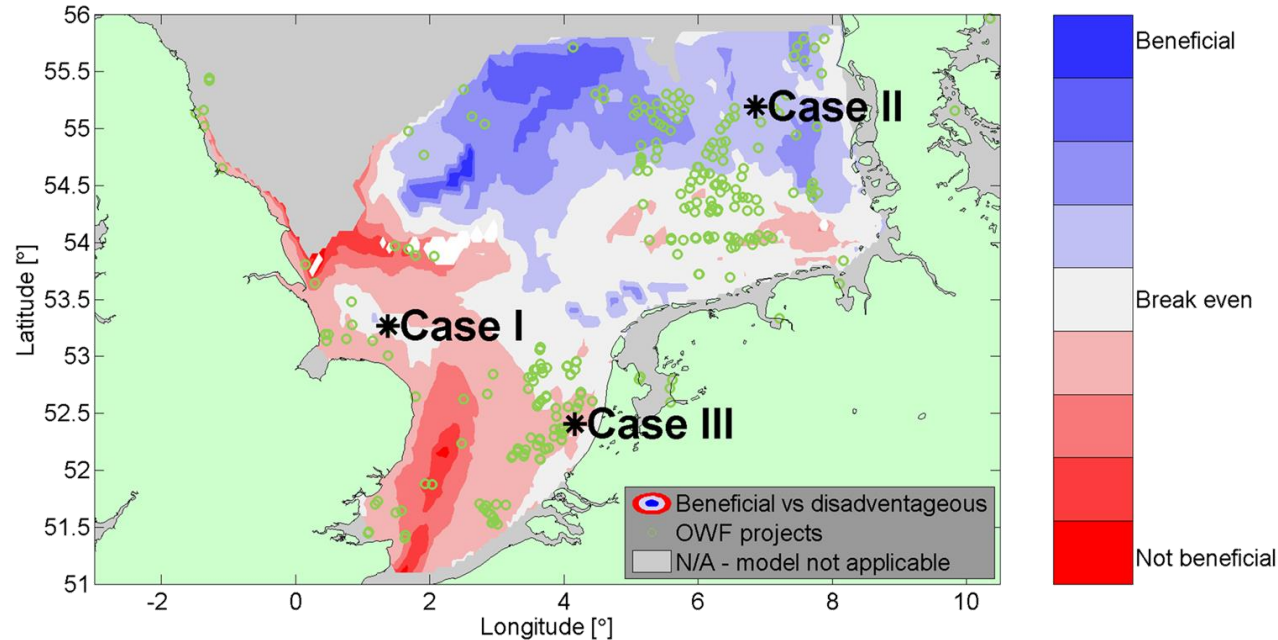 56
55.5
55
54.5
54
53.5
53
52.5
52
51.5
51
Latitude [°]
-2 0 2 4 6 8 10
Longitude [°]
Case II
Case I
Case III
Beneficial vs disadventageous
OWF projects
N/A - model not applicable
Beneficial
Break even
Not beneficial